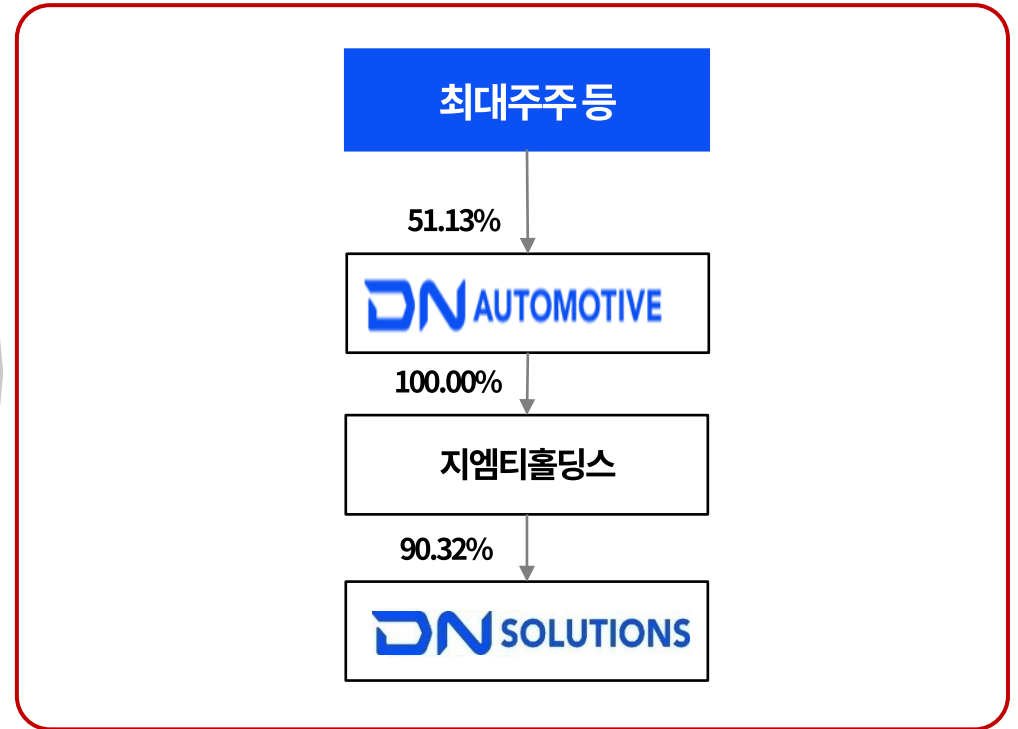 최대주주 등
51.13%
DN AUTOMOTIVE
100.00%
지엠티홀딩스
90.32%
DN SOLUTIONS